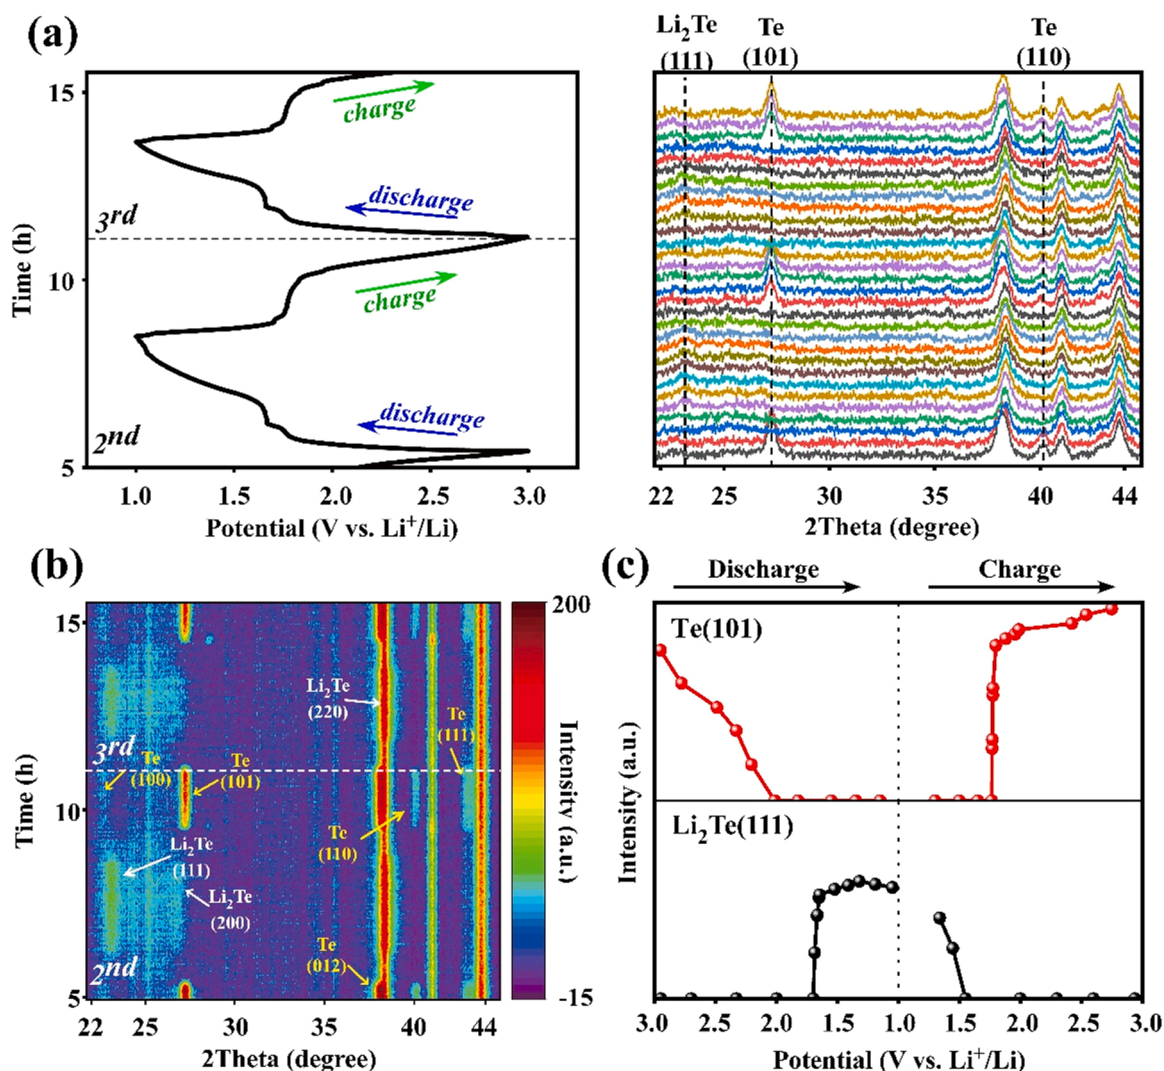 (a)
15
10
5
Time (h)
charge
discharge
3rd
charge
discharge
2nd
1.0 1.5 2.0 2.5 3.0
Potential (V vs. Li⁺/Li)
Li₂Te
(111)
Te
(101)
Te
(110)
22 25 30 35 40 44
2Theta (degree)
(b)
15
10
5
Time (h)
Li₂Te
(220)
Te
(111)
3rd
Te
(100)
Te
(101)
Te
(110)
Li₂Te
(111)
Li₂Te
(200)
Te
(012)
2nd
22 25 30 35 40 44
2Theta (degree)
200
-15
Intensity (a.u.)
(c)
Discharge Charge
Te(101)
Li₂Te(111)
Intensity (a.u.)
3.0 2.5 2.0 1.5 1.0 1.5 2.0 2.5 3.0
Potential (V vs. Li⁺/Li)